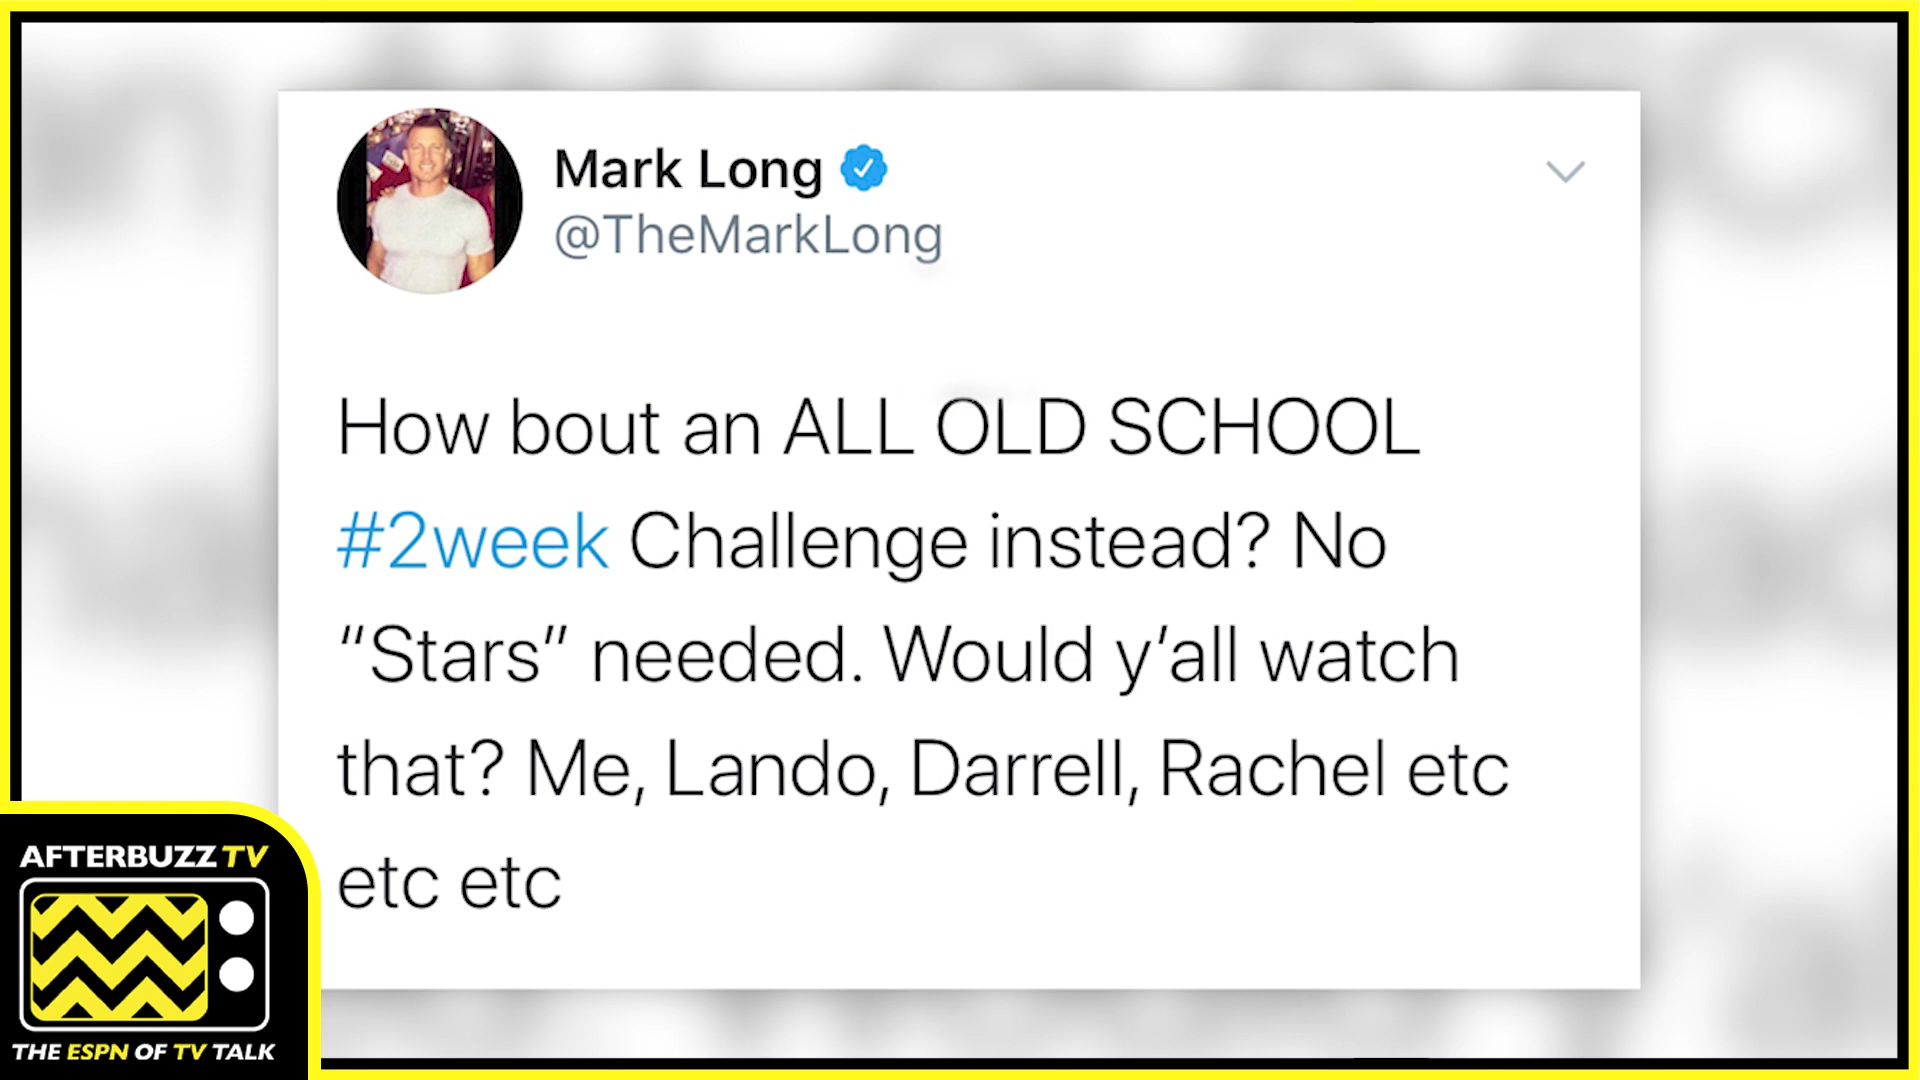 Mark Long
@TheMarkLong
How bout an ALL OLD SCHOOL
#2week Challenge instead? No
“Stars” needed. Would y’all watch
that? Me, Lando, Darrell, Rachel etc
etc etc
AFTERBUZZ TV
THE ESPN OF TV TALK